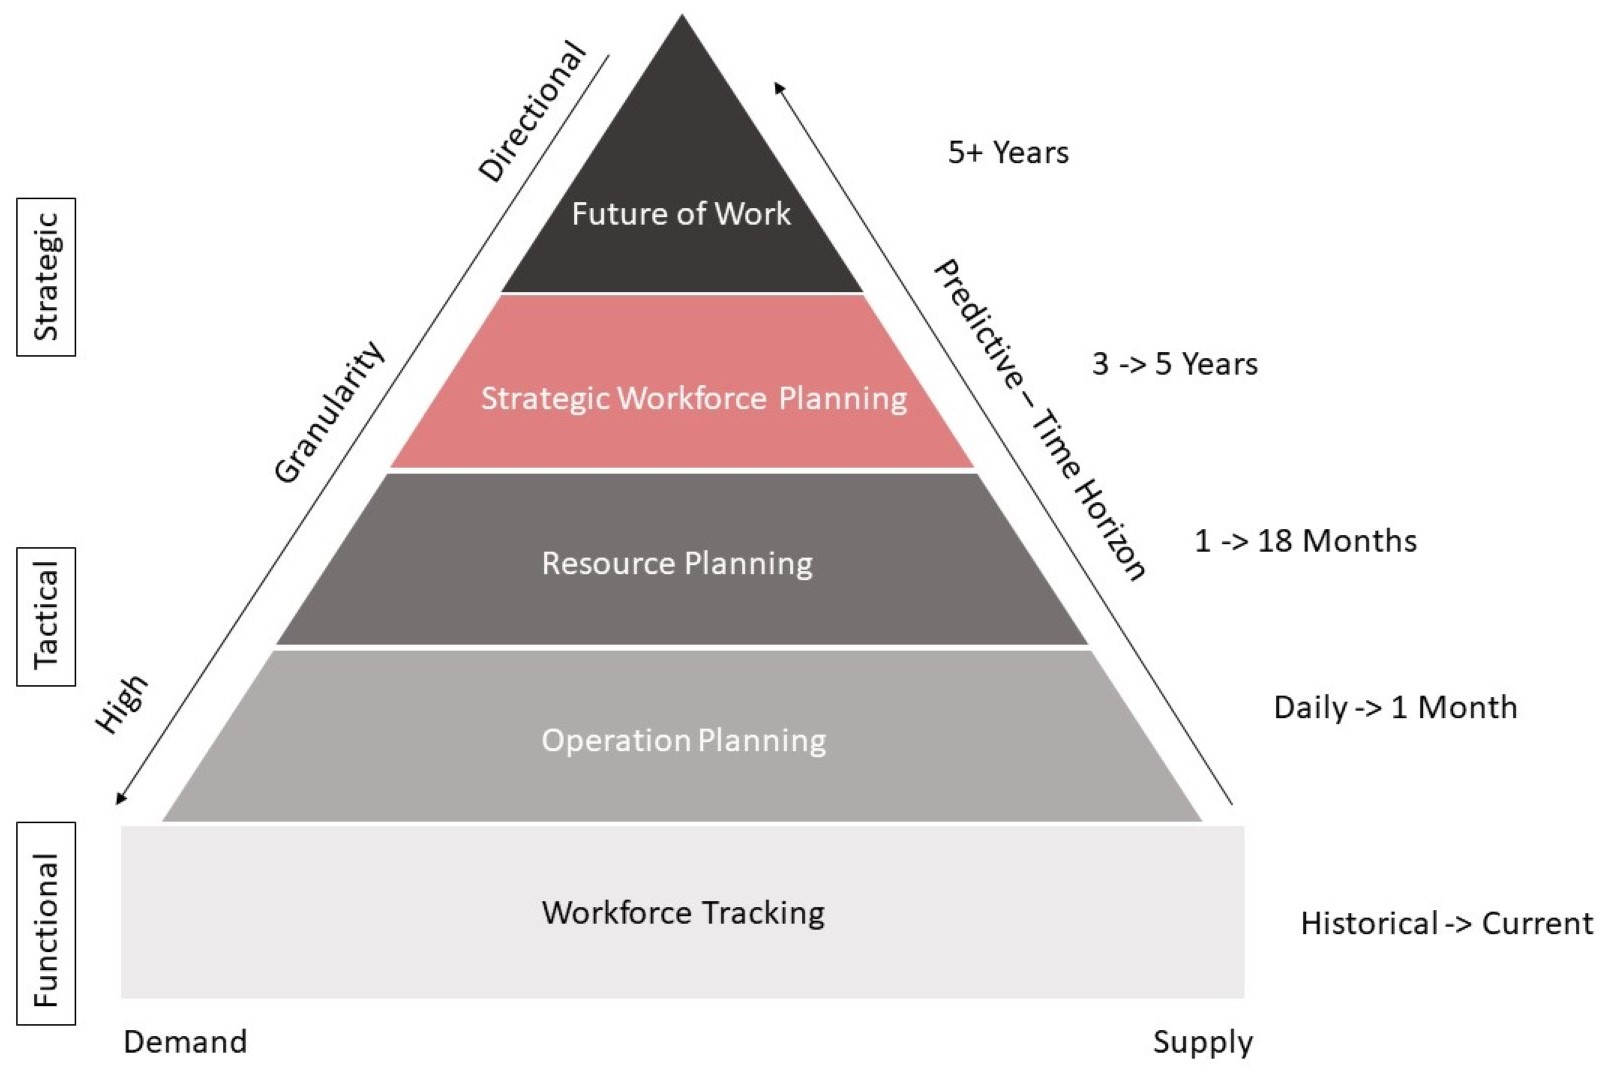 Directional
5+ Years
Future of Work
Strategic
Predictive – Time Horizon
3 -> 5 Years
Granularity
Strategic Workforce Planning
1 -> 18 Months
Resource Planning
Tactical
High
Daily -> 1 Month
Operation Planning
Functional
Workforce Tracking
Historical -> Current
Demand
Supply